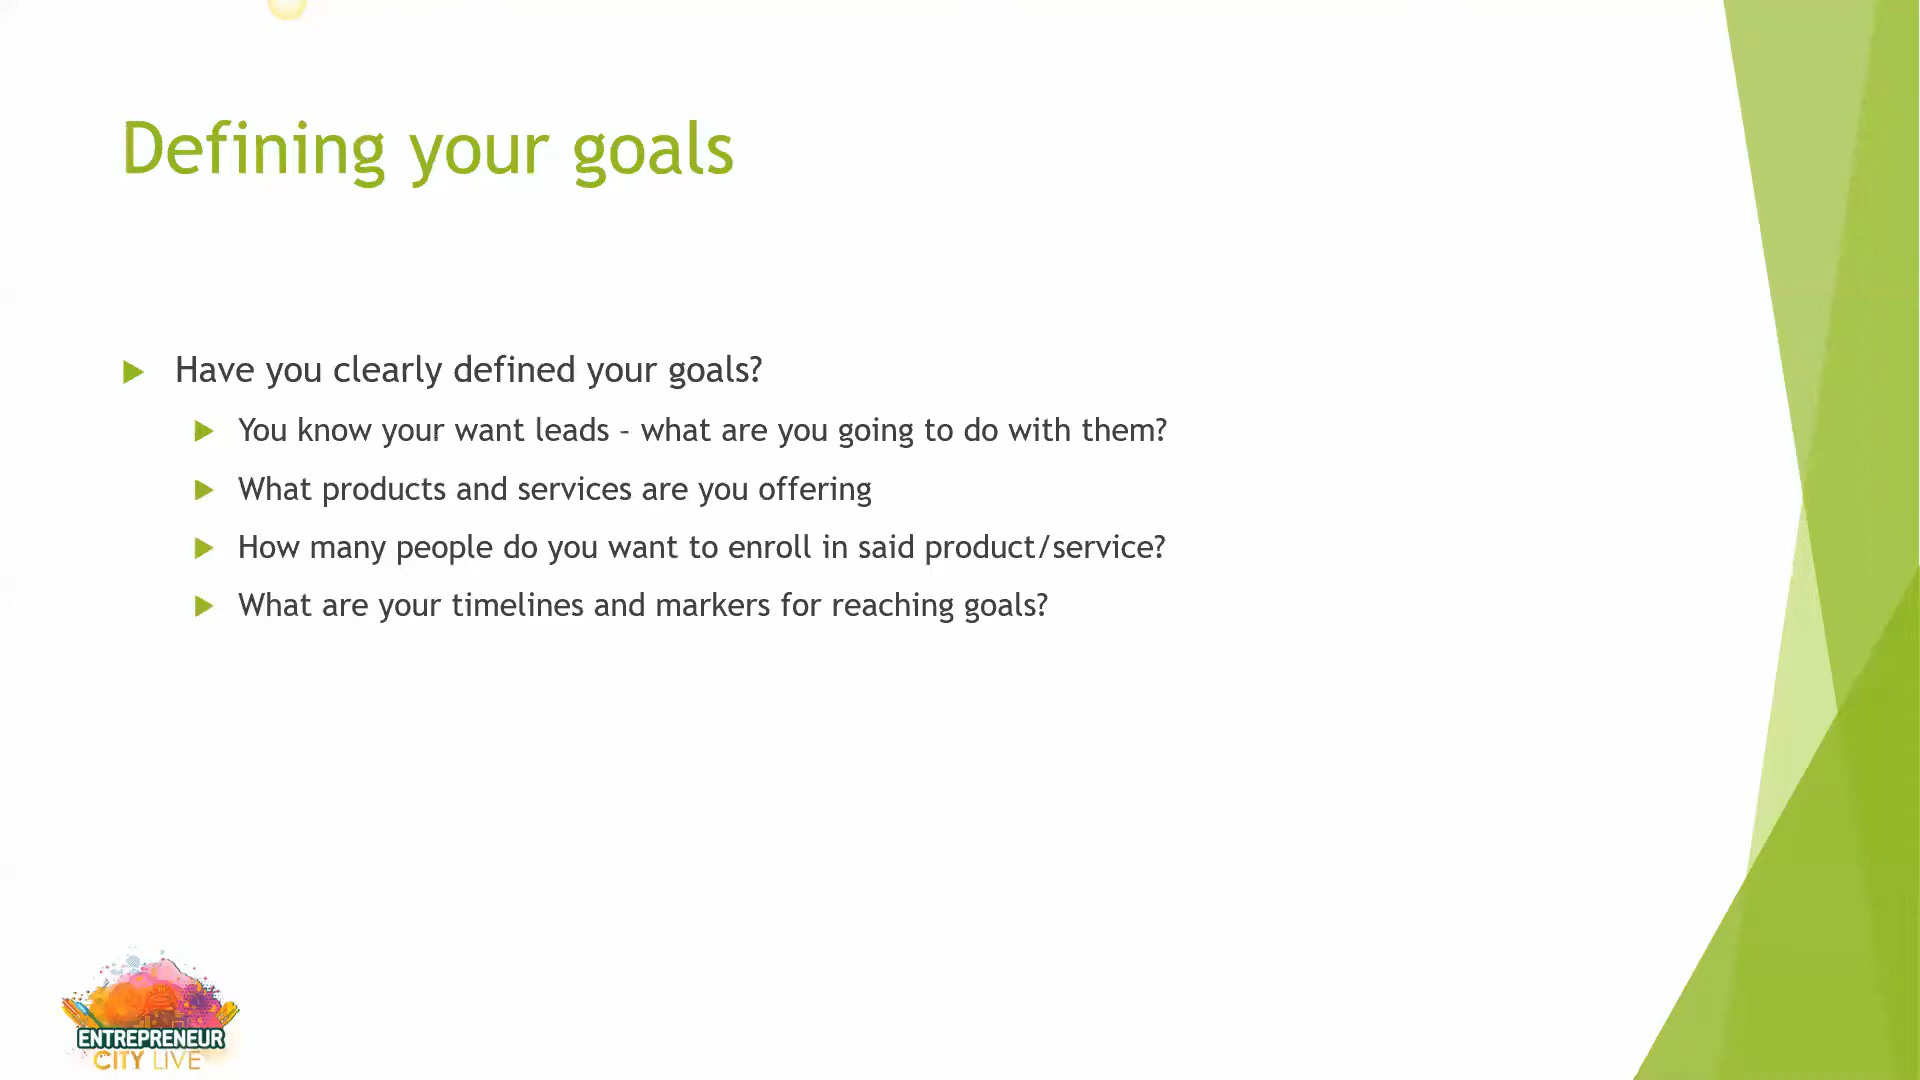 Defining your goals
Have you clearly defined your goals?
You know your want leads - what are you going to do with them?
What products and services are you offering
How many people do you want to enroll in said product/service?
What are your timelines and markers for reaching goals?
ENTREPRENEUR
CITY LIVE